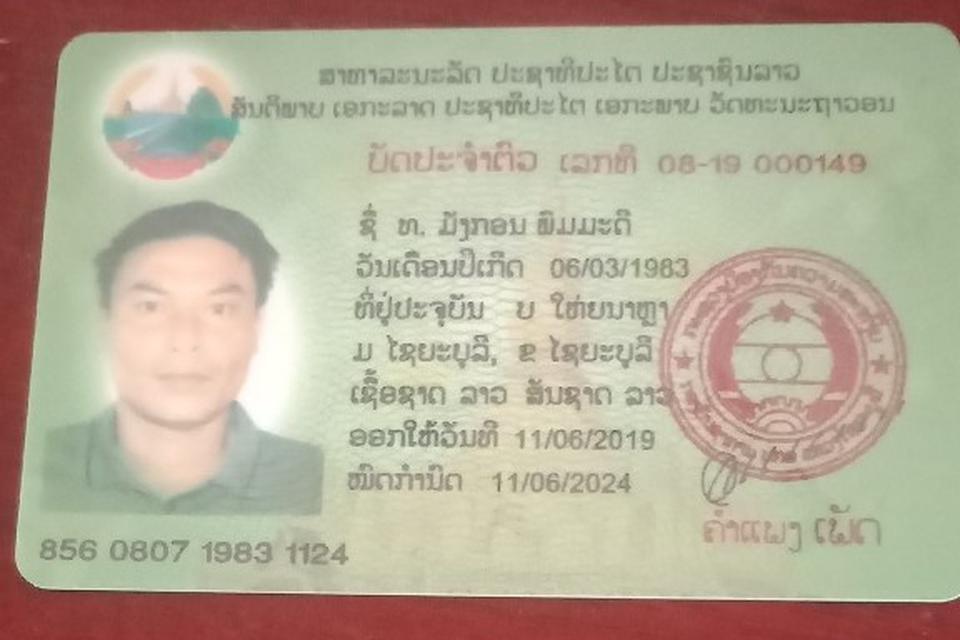 ສາທາລະນະລັດ ປະຊາທິປະໄຕ ປະຊາຊົນລາວ
ສັນຕິພາບ ເອກະລາດ ປະຊາທິປະໄຕ ເອກະພາບ ວັດທະນະຖາວອນ
ບັດປະຈຳຕົວ ເລກທີ 08-19 000149
ຊື່ ທ. ມັງກອນ ພິມມະດີ
ວັນເດືອນປີເກີດ 06/03/1983
ທີ່ຢູ່ປະຈຸບັນ ບ ໃຫ່ຍນາຫຼາ
ມ ໄຊຍະບຸລີ, ຂ ໄຊຍະບຸລີ
ເຊື້ອຊາດ ລາວ ສັນຊາດ ລາວ
ອອກໃຫ້ວັນທີ 11/06/2019
ໝົດກຳນົດ 11/06/2024
ຄຳແພງ ເພັດ
856 0807 1983 1124